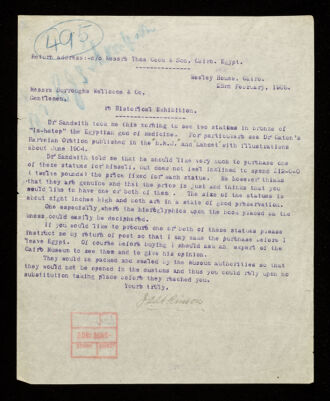 495
Return address:-c/o Messrs Thos Cook & Son, Cairo, Egypt.
Wesley House, Cairo.
22nd February, 1906.
Messrs Burroughs Wellcome & Co.
Gentlemen,
re Historical Exhibition.
Dr Sandwith took me this morning to see two statues in bronze of
"Im-hotep" the Egyptian god of medicine. For particulars see Dr Caton's
Harveian Oration published in the B.M.J. and Lancet with illustrations
about June 1904.
Dr Sandwith told me that he should like very much to purchase one
of these statues for himself, but does not feel inclined to spend
(twelve pounds) the price fixed for each statue. He however thinks
that they are genuine and that the price is just and thinks that you
would like to have one or both of them. The size of the statues is
about eight inches high and both are in a state of good preservation.
One especially where the hieroglyphics upon the book placed on the
knees could easily be deciphered.
If you would like to procure one or both of these statues please
instruct me by return of post so that I may make the purchase before I
leave Egypt. Of course before buying I should ask an expert of the
Cairo Museum to see them and to give his opinion.
They would be packed and sealed by the museum authorities so that
they would not be opened in the customs and thus you could rely upon no
substitution taking place before they reached you.
Yours truly,